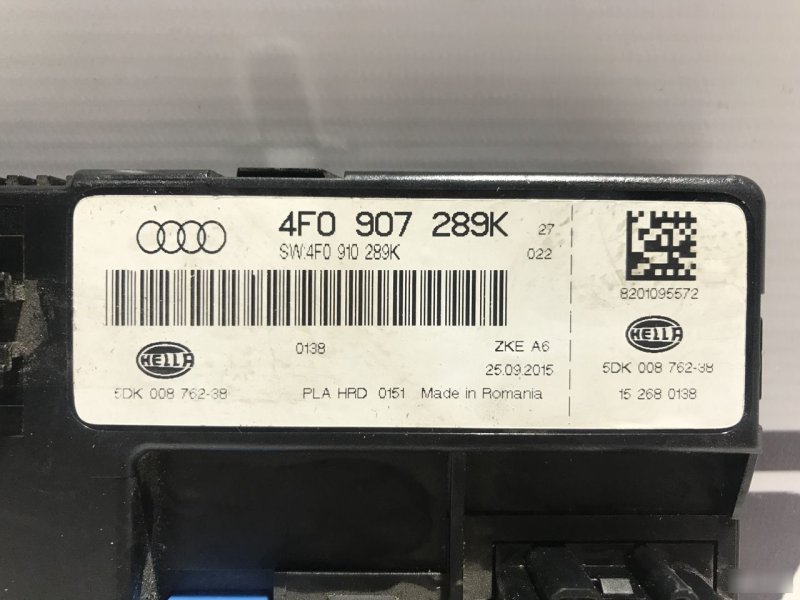 4F0 907 289K 27
SW:4F0 910 289K 022
0138 ZKE A6
HELLA 25.09.2015
5DK 008 762-38 PLA HRD 0151 Made in Romania
8201095572
HELLA
5DK 008 762-38
15 268 0138